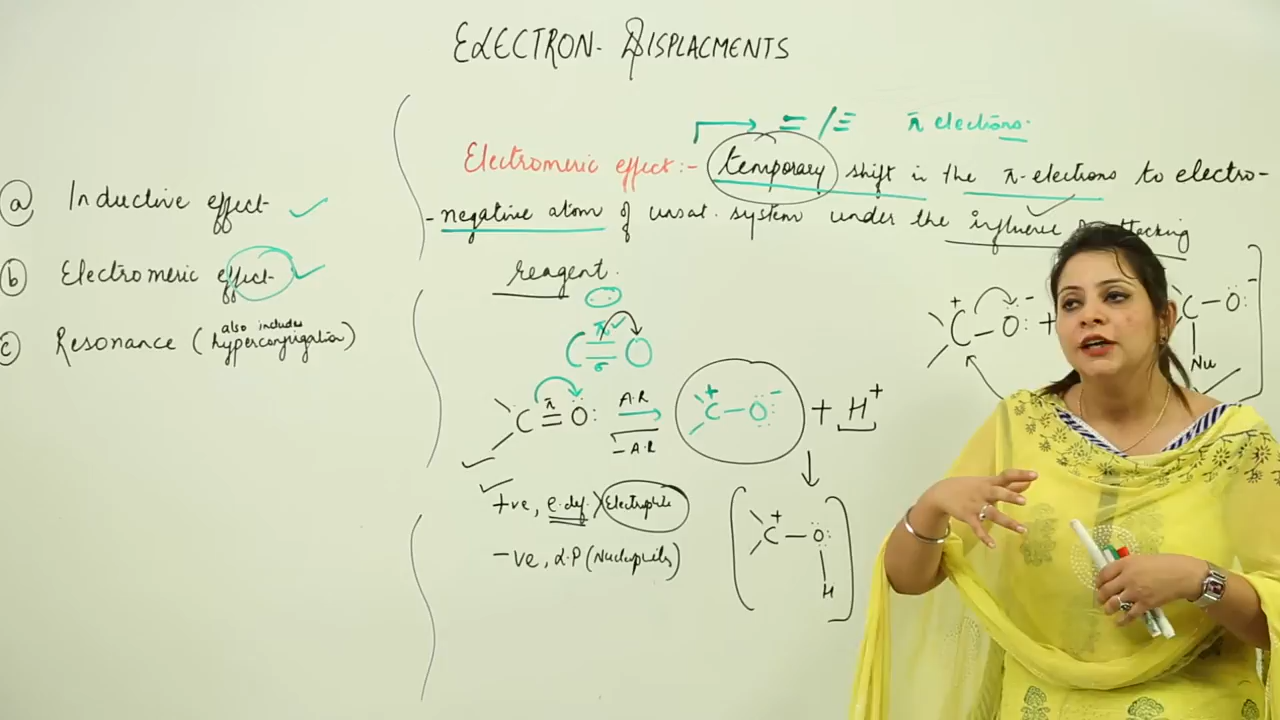 ELECTRON-DISPLACMENTS
= / ≡ π electrons.
ⓐ Inductive effect
ⓑ Electromeric effect
ⓒ Resonance (also includes hyperconjugation)
Electromeric effect:- temporary shift in the π-electrons to electro-
-negative atom of unsat. system under the influence
reagent.
C π σ O
C π = Ö: A.R C⁺ – O⁻ + H⁺
– A.R
+ve, e.def. Electrophile
–ve, l.P (Nucleophiles)
C⁺ – Ö:
H
C⁺ – Ö:⁻ +
C – Ö:⁻
Nu